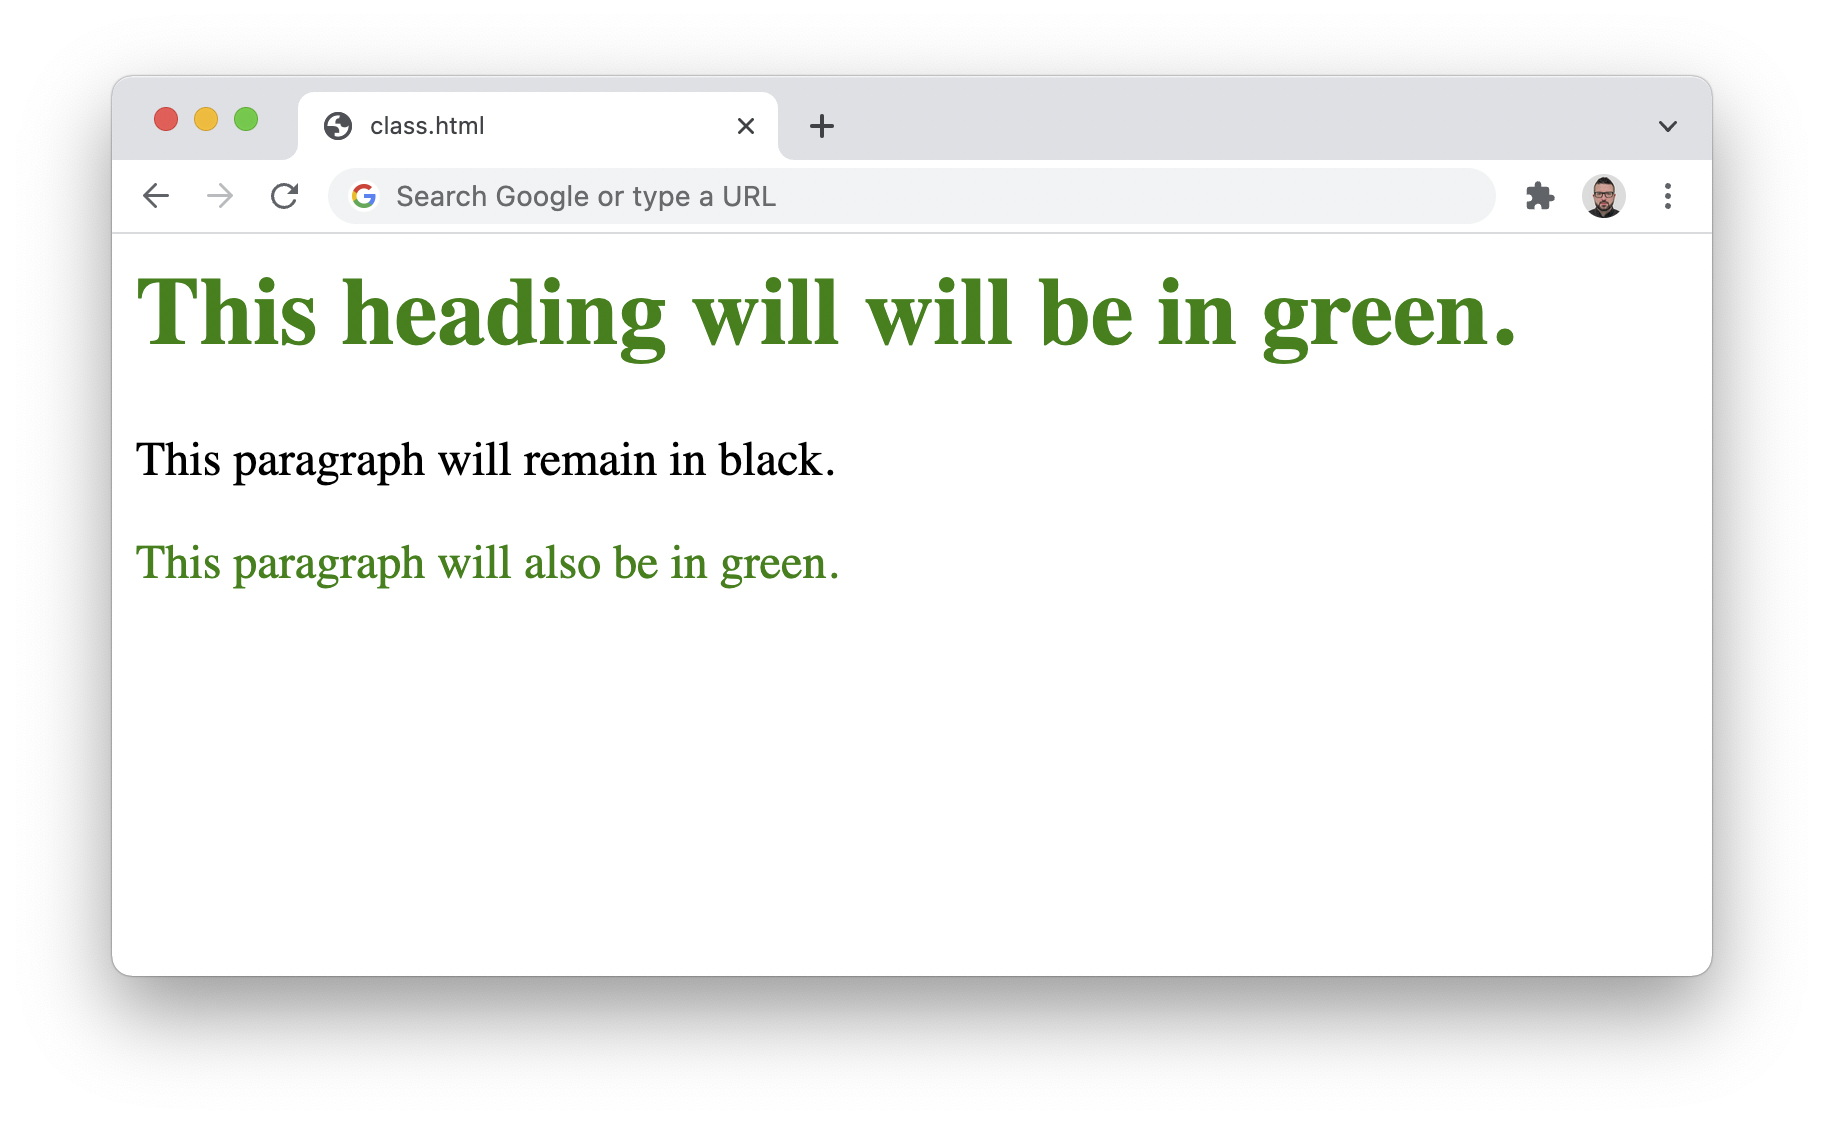 class.html
Search Google or type a URL
This heading will will be in green.
This paragraph will remain in black.
This paragraph will also be in green.